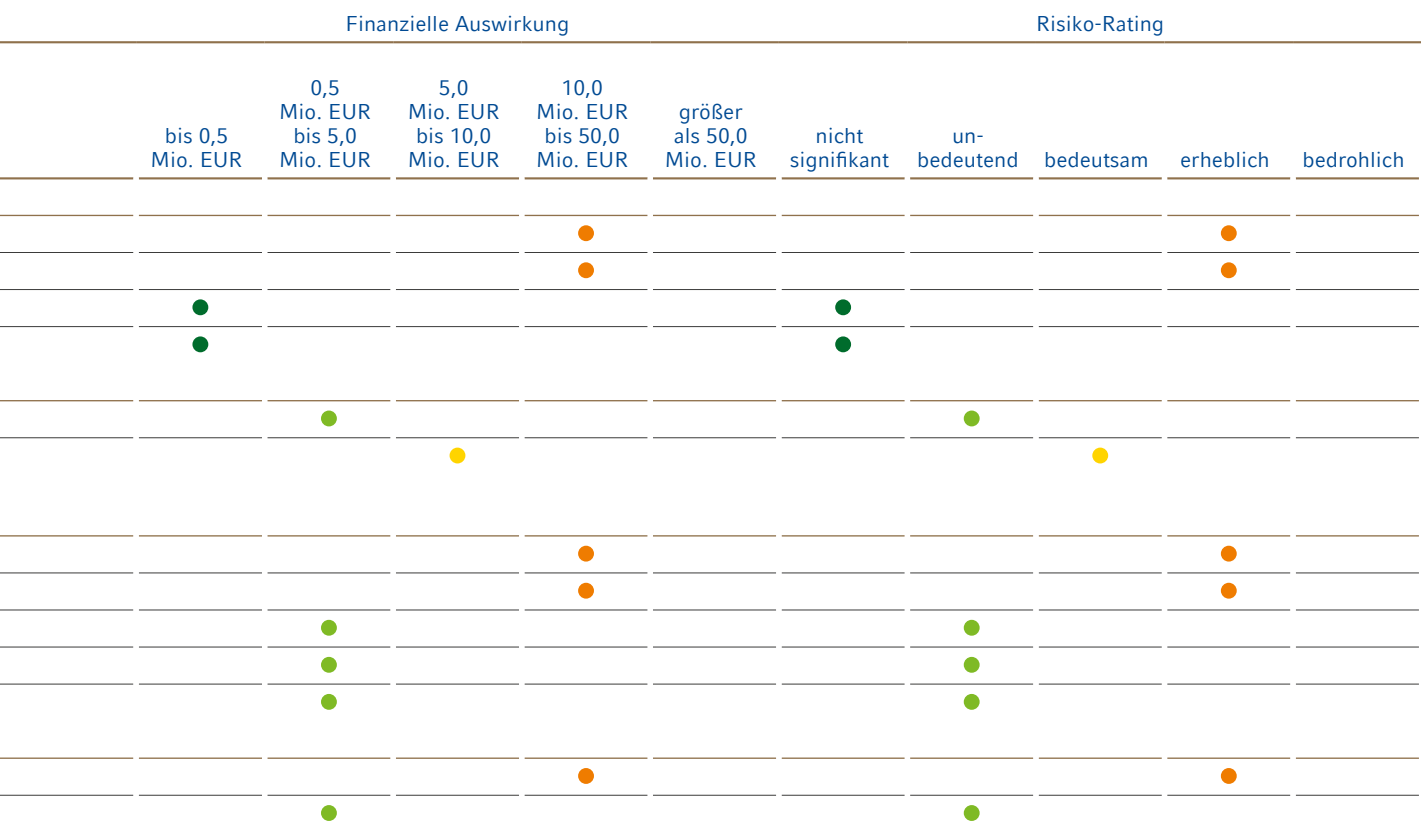 Finanzielle Auswirkung Risiko-Rating
bis 0,5
Mio. EUR
0,5
Mio. EUR
bis 5,0
Mio. EUR
5,0
Mio. EUR
bis 10,0
Mio. EUR
10,0
Mio. EUR
bis 50,0
Mio. EUR
größer
als 50,0
Mio. EUR
nicht
signifikant
un-
bedeutend
bedeutsam
erheblich
bedrohlich